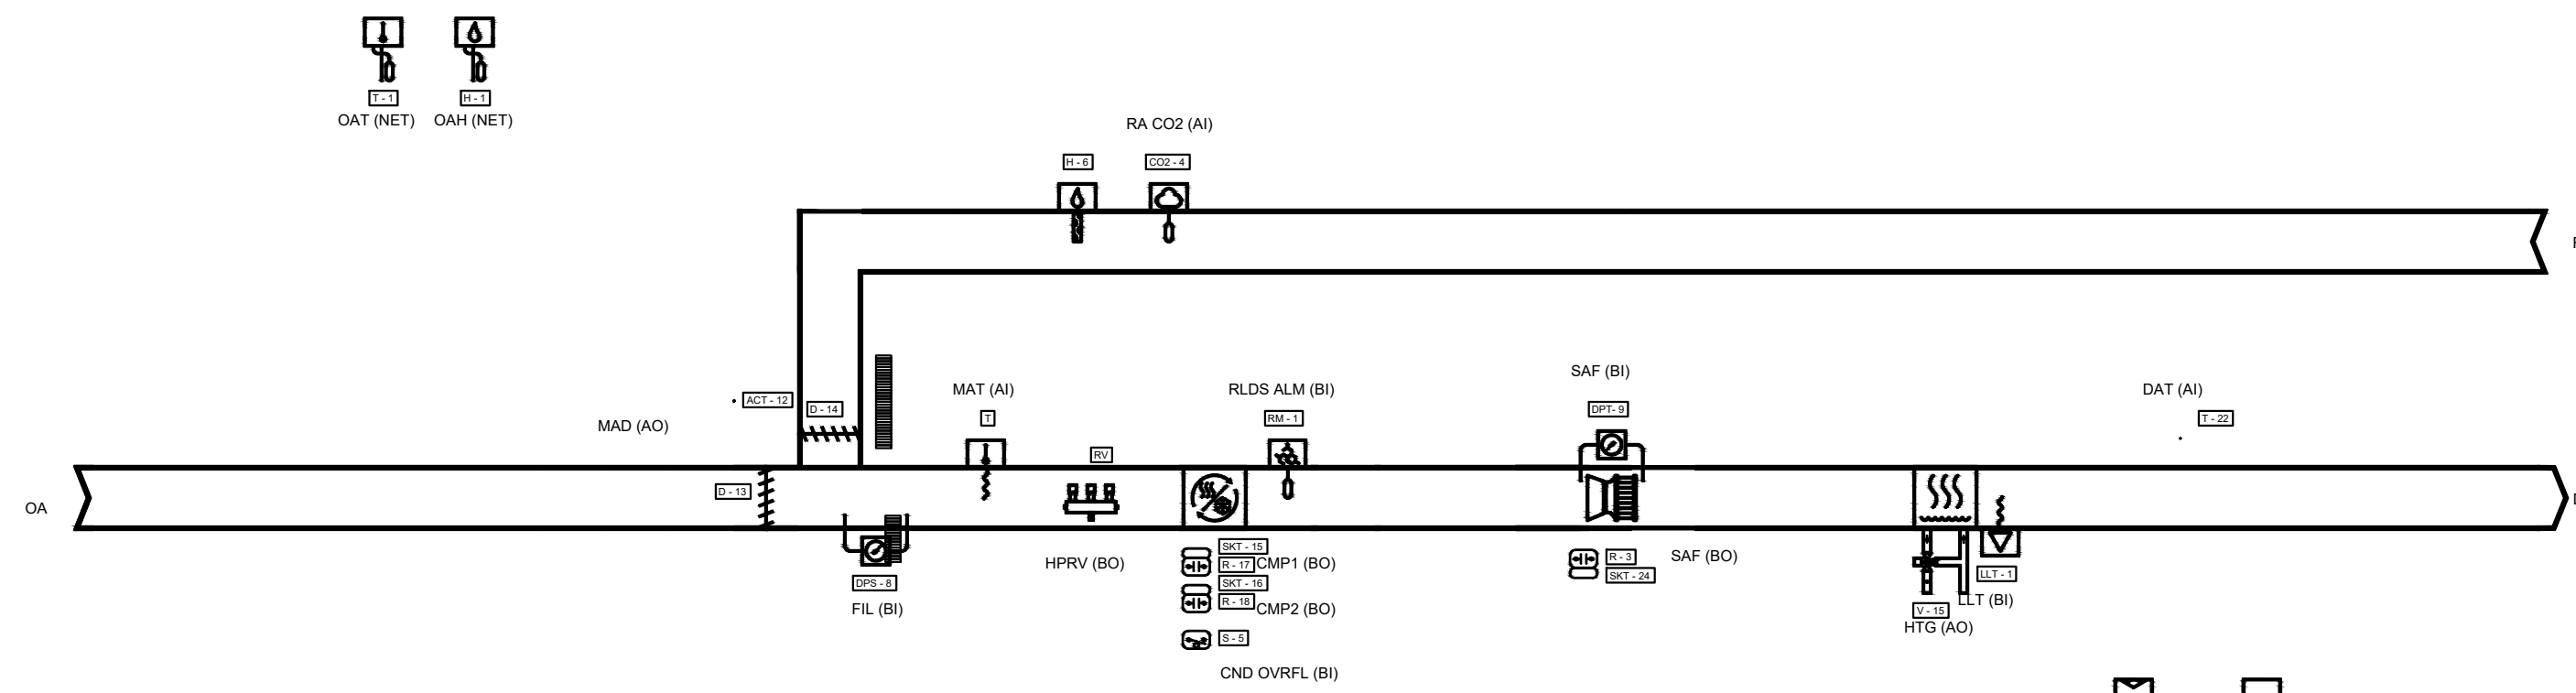 T - 1
H - 1
OAT (NET)
OAH (NET)
RA CO2 (AI)
H - 6
CO2 - 4
SAF (BI)
MAT (AI)
RLDS ALM (BI)
DAT (AI)
ACT - 12
D - 14
T
RM - 1
DPT- 9
T - 22
MAD (AO)
RV
D - 13
OA
SKT - 15
R - 17
CMP1 (BO)
HPRV (BO)
R - 3
SAF (BO)
SKT - 24
LLT - 1
DPS - 8
SKT - 16
R - 18
CMP2 (BO)
FIL (BI)
LLT (BI)
V - 15
HTG (AO)
S - 5
CND OVRFL (BI)